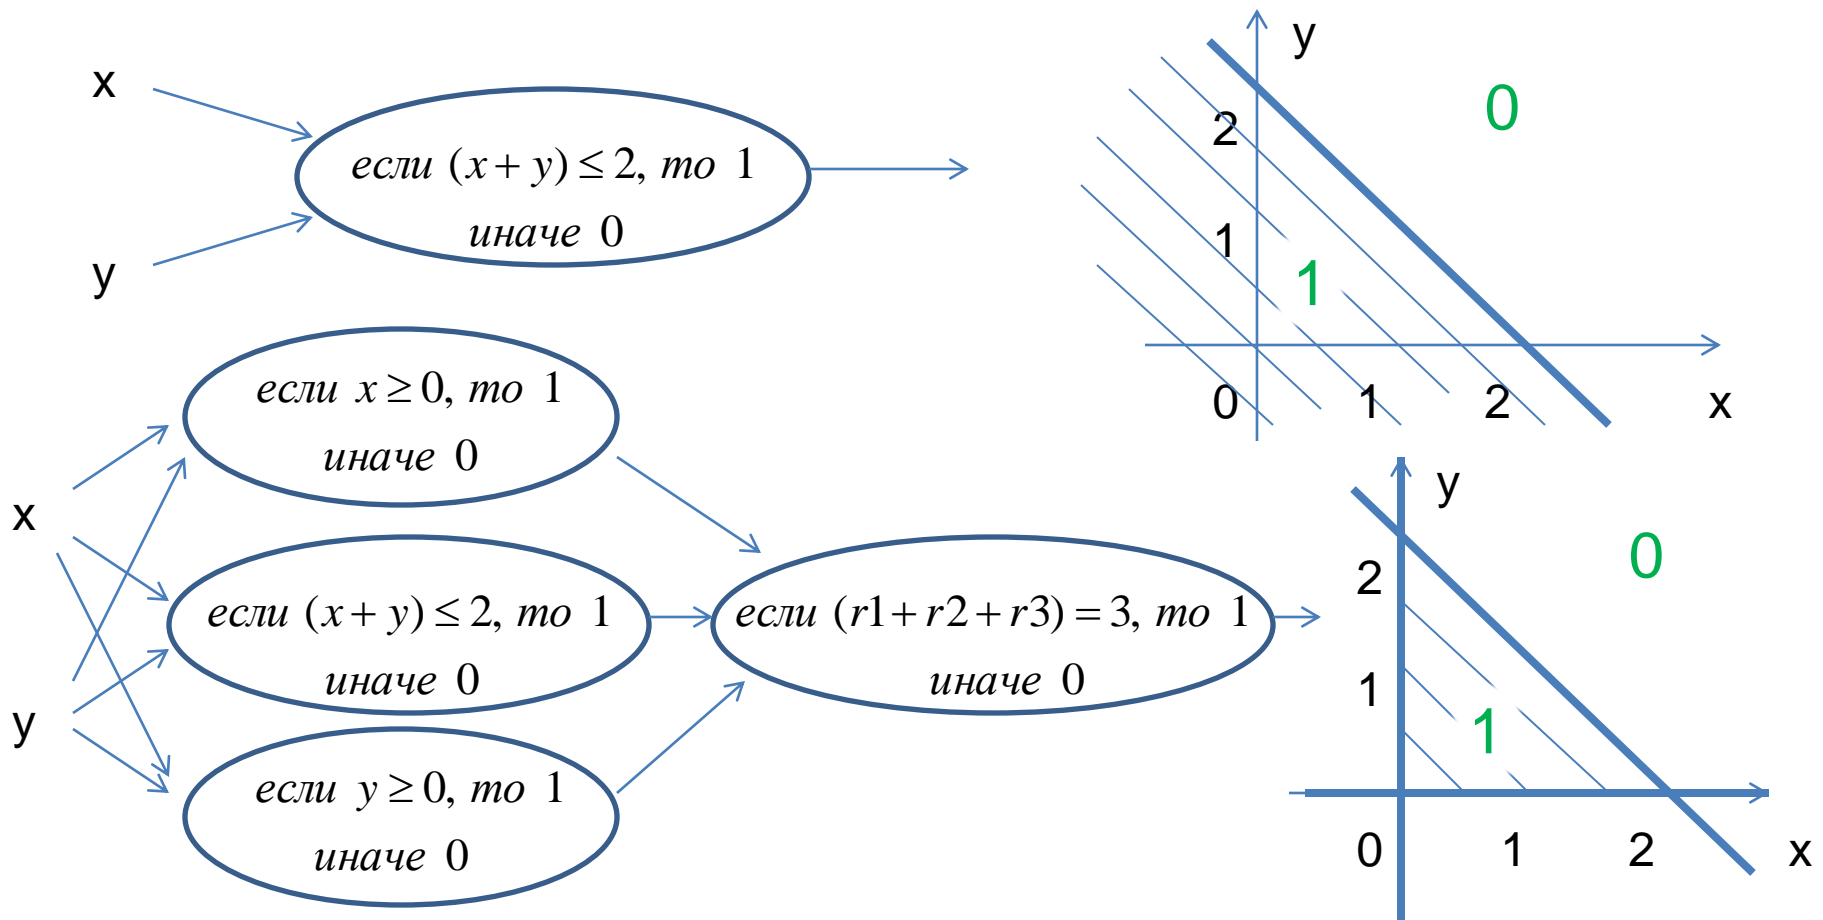 x
y
если (x + y) ≤ 2, то 1
иначе 0
y
2
1
0
1
2
x
0
1
x
y
если x ≥ 0, то 1
иначе 0
если (x + y) ≤ 2, то 1
иначе 0
если y ≥ 0, то 1
иначе 0
если (r1 + r2 + r3) = 3, то 1
иначе 0
y
2
1
0
1
2
x
0
1